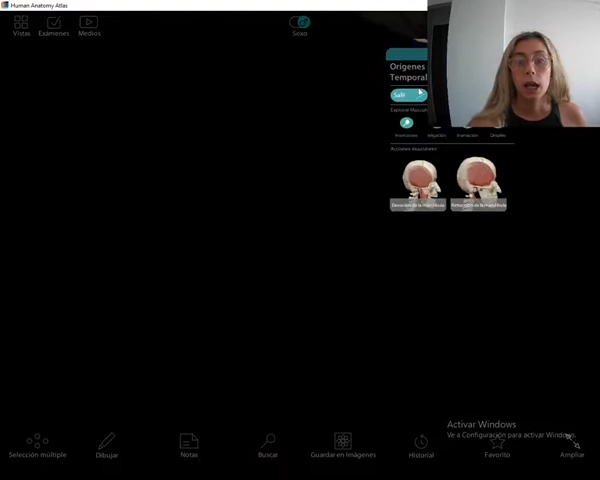 Human Anatomy Atlas
Vistas
Exámenes
Medios
Sexo
Orígenes
Temporal
Salir
Explorar Músculo
Inserciones
Irrigación
Inervación
Detalles
Acciones musculares
Elevación de la mandíbula
Retracción de la mandíbula
Activar Windows
Ve a Configuración para activar Windows.
Selección múltiple
Dibujar
Notas
Buscar
Guardar en Imágenes
Historial
Favorito
Ampliar